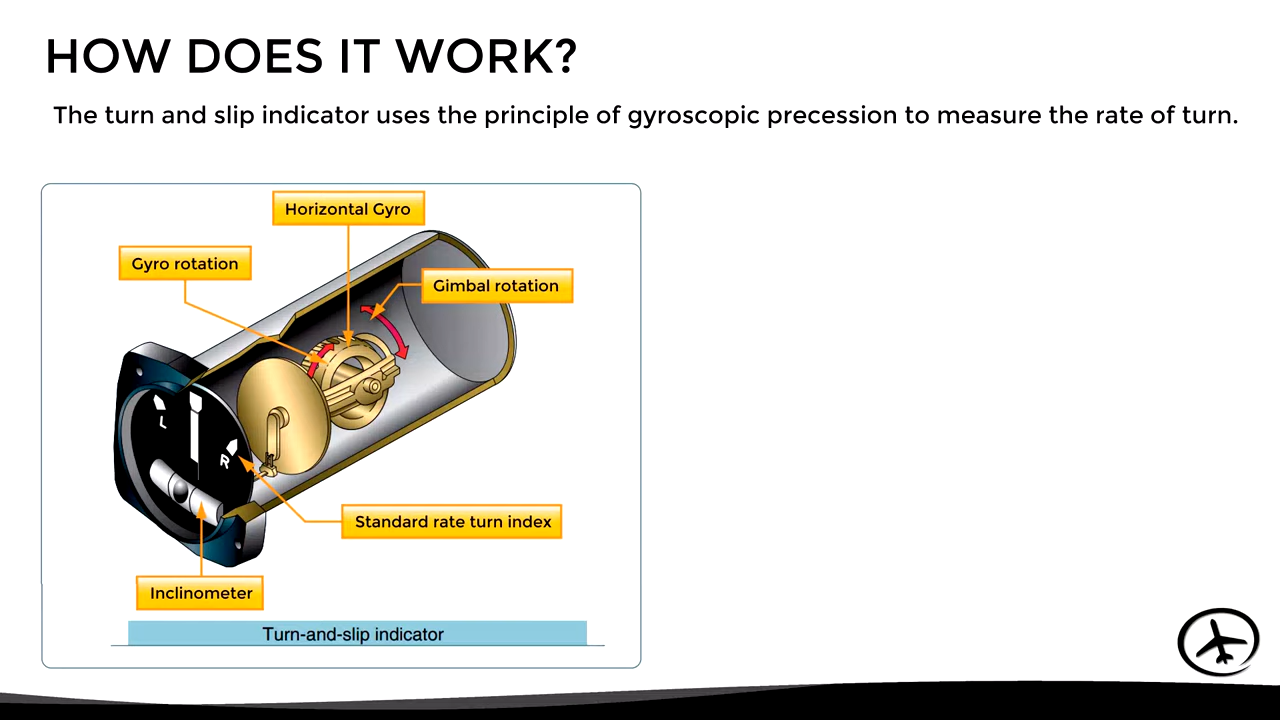 HOW DOES IT WORK?
The turn and slip indicator uses the principle of gyroscopic precession to measure the rate of turn.
Horizontal Gyro
Gyro rotation
Gimbal rotation
L
R
Standard rate turn index
Inclinometer
Turn-and-slip indicator